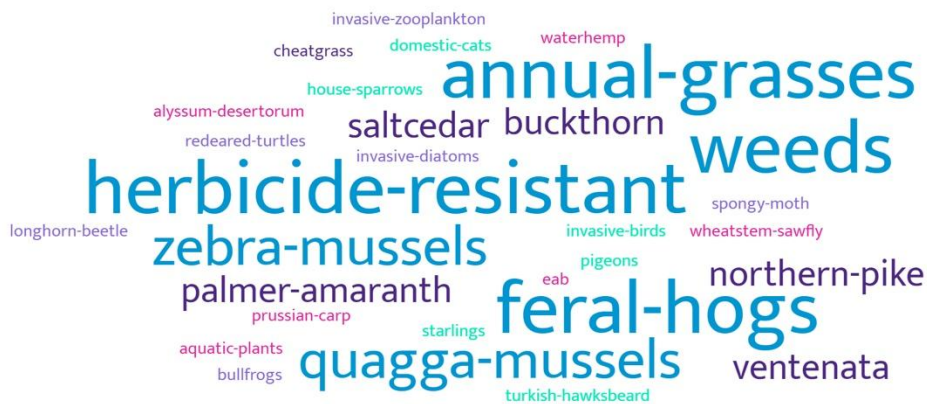 invasive-zooplankton
waterhemp
domestic-cats
cheatgrass
annual-grasses
house-sparrows
alyssum-desertorum
saltcedar
buckthorn
redeared-turtles
invasive-diatoms
weeds
herbicide-resistant
spongy-moth
longhorn-beetle
zebra-mussels
invasive-birds
wheatstem-sawfly
pigeons
northern-pike
eab
palmer-amaranth
feral-hogs
prussian-carp
starlings
aquatic-plants
quagga-mussels
ventenata
bullfrogs
turkish-hawksbeard